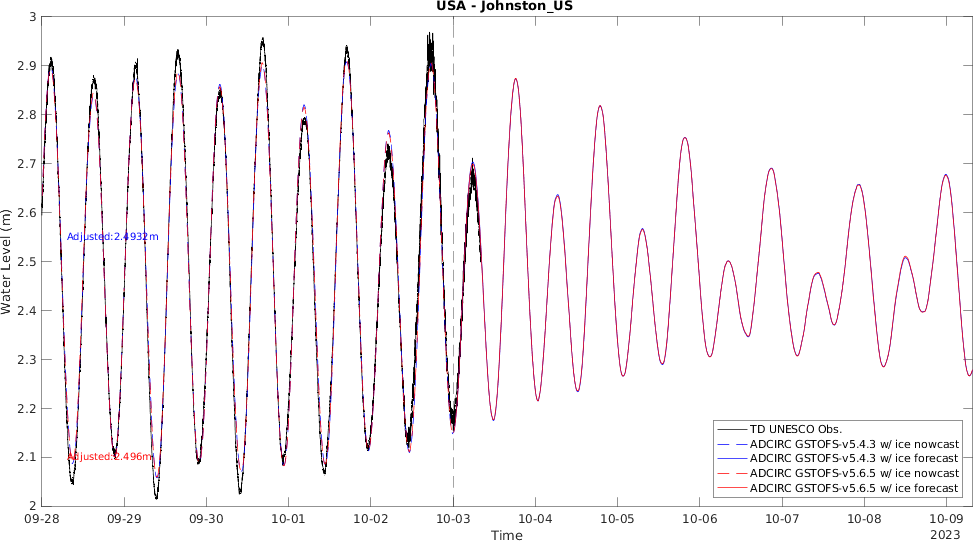 USA - Johnston_US
3
2.9
2.8
2.7
2.6
2.5
2.4
2.3
2.2
2.1
2
Water Level (m)
Adjusted:2.4932m
Adjusted:2.496m
TD UNESCO Obs.
ADCIRC GSTOFS-v5.4.3 w/ ice nowcast
ADCIRC GSTOFS-v5.4.3 w/ ice forecast
ADCIRC GSTOFS-v5.6.5 w/ ice nowcast
ADCIRC GSTOFS-v5.6.5 w/ ice forecast
09-28 09-29 09-30 10-01 10-02 10-03 10-04 10-05 10-06 10-07 10-08 10-09
2023
Time